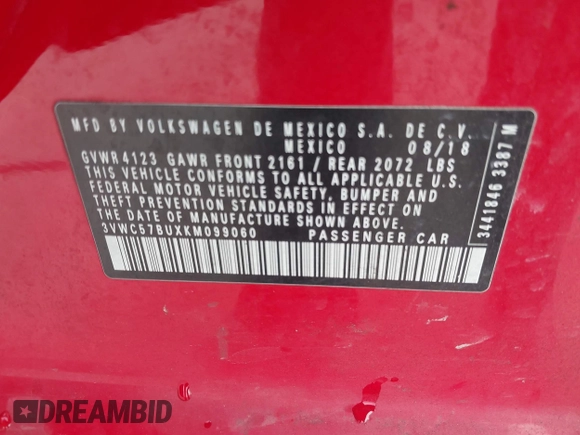 MFD BY VOLKSWAGEN DE MEXICO S.A. DE C.V.
MEXICO 08/18
GVWR 4123 GAWR FRONT 2161 / REAR 2072 LBS
THIS VEHICLE CONFORMS TO ALL APPLICABLE U.S.
FEDERAL MOTOR VEHICLE SAFETY, BUMPER AND
THEFT PREVENTION STANDARDS IN EFFECT ON
THE DATE OF MANUFACTURE SHOWN ABOVE.
3VWC57BUXKM099060 PASSENGER CAR
3441846 3387 M
DREAMBID